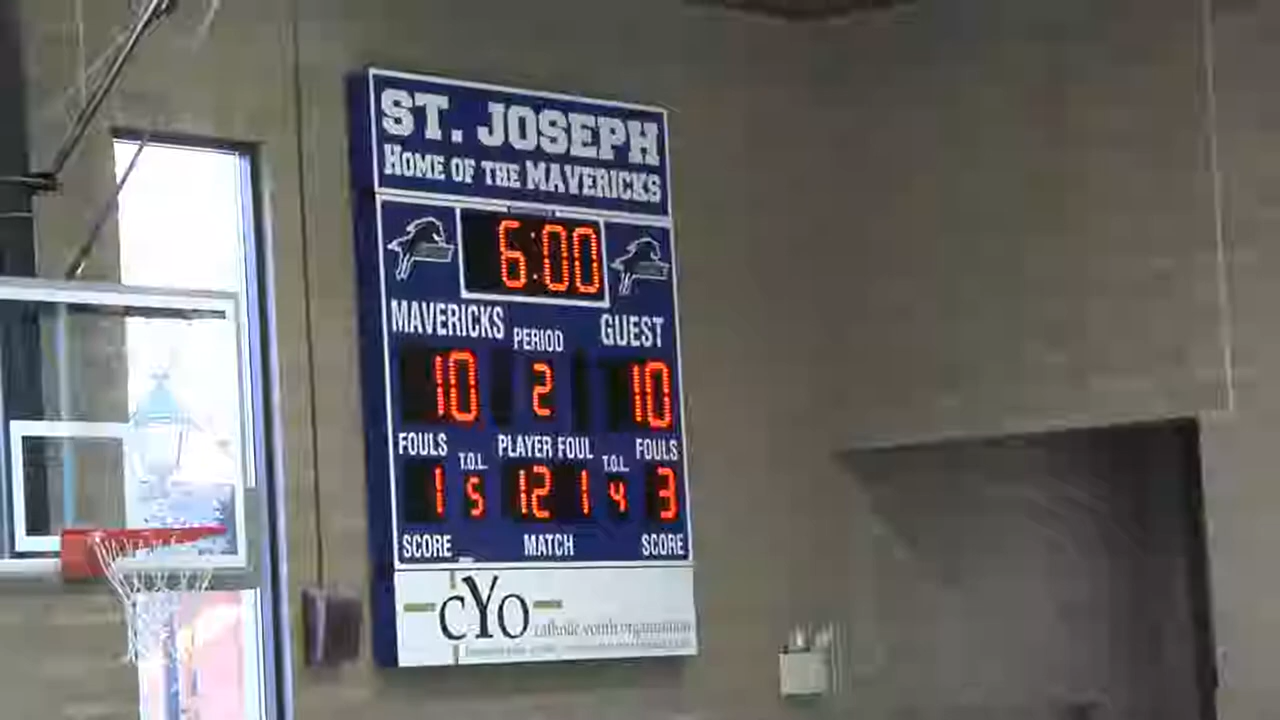 ST. JOSEPH
HOME OF THE MAVERICKS
6:00
MAVERICKS PERIOD GUEST
10 2 10
FOULS T.O.L. PLAYER FOUL T.O.L. FOULS
1 5 12 1 4 3
SCORE MATCH SCORE
CYO catholic youth organization